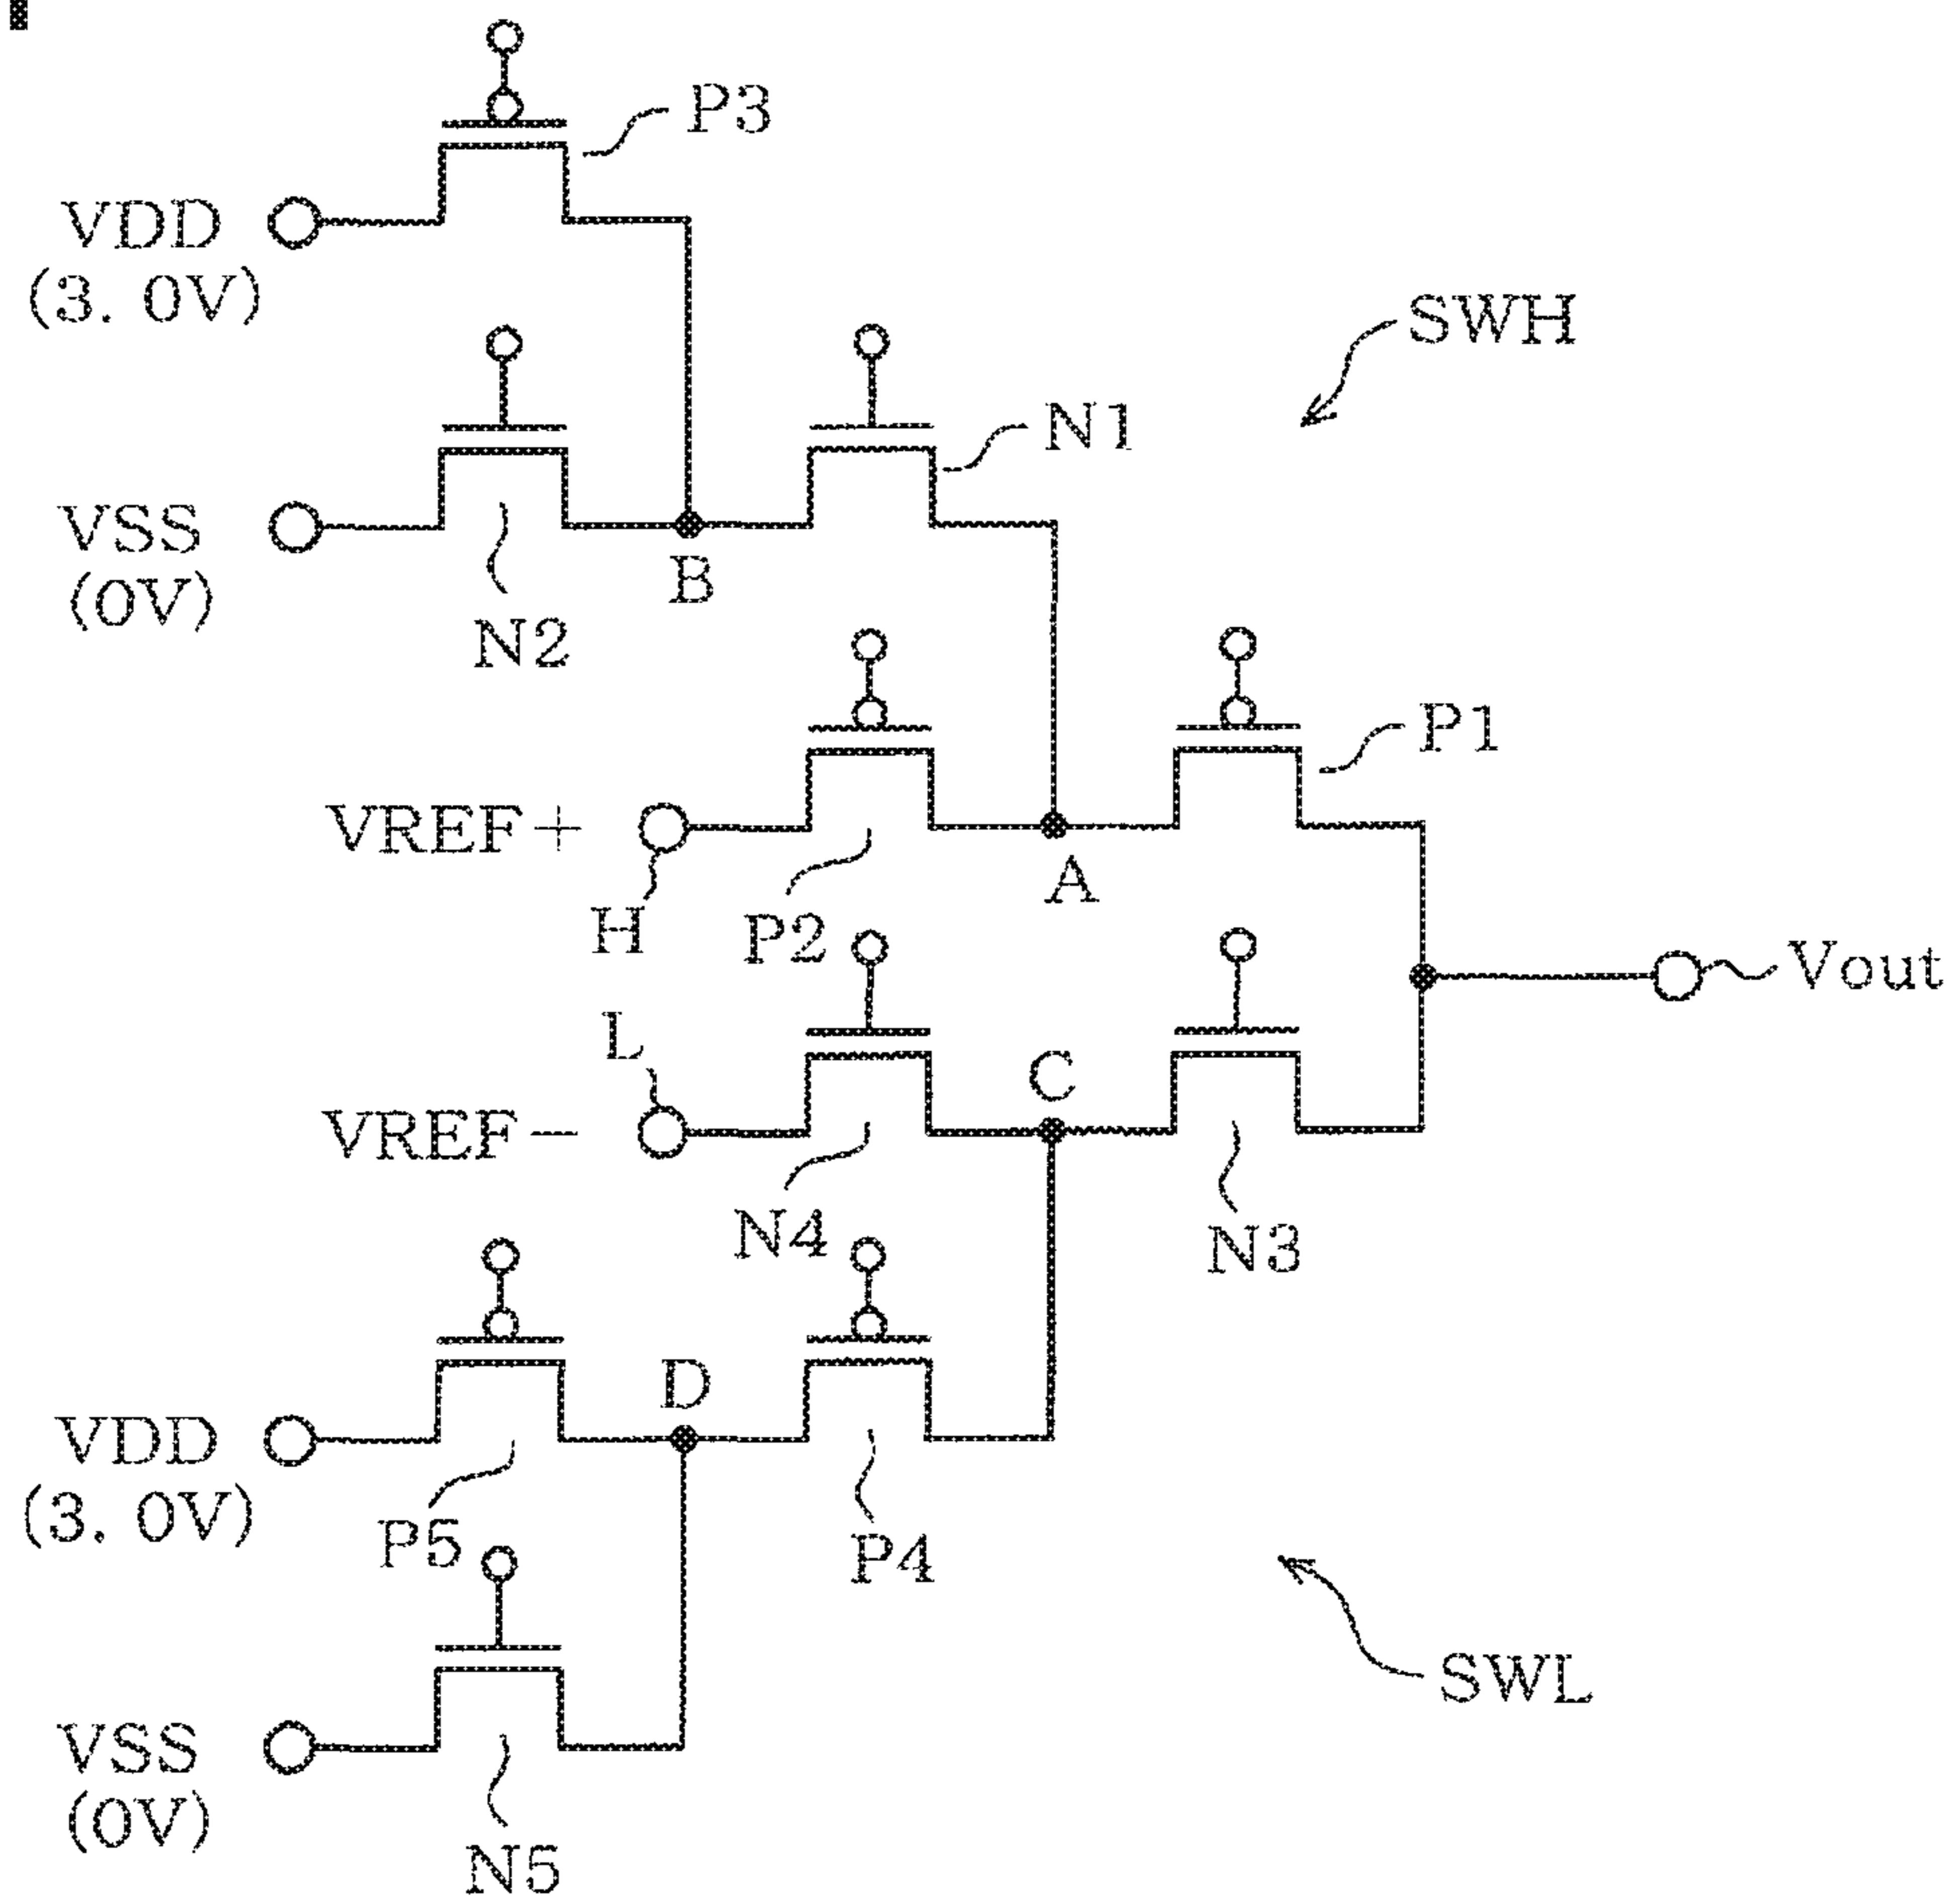 P3
VDD
(3. 0V)
SWH
N1
VSS
(0V)
B
N2
P1
VREF+
A
H
P2
Vout
L
C
VREF−
N4
N3
D
VDD
(3. 0V)
P5
P4
SWL
VSS
(0V)
N5